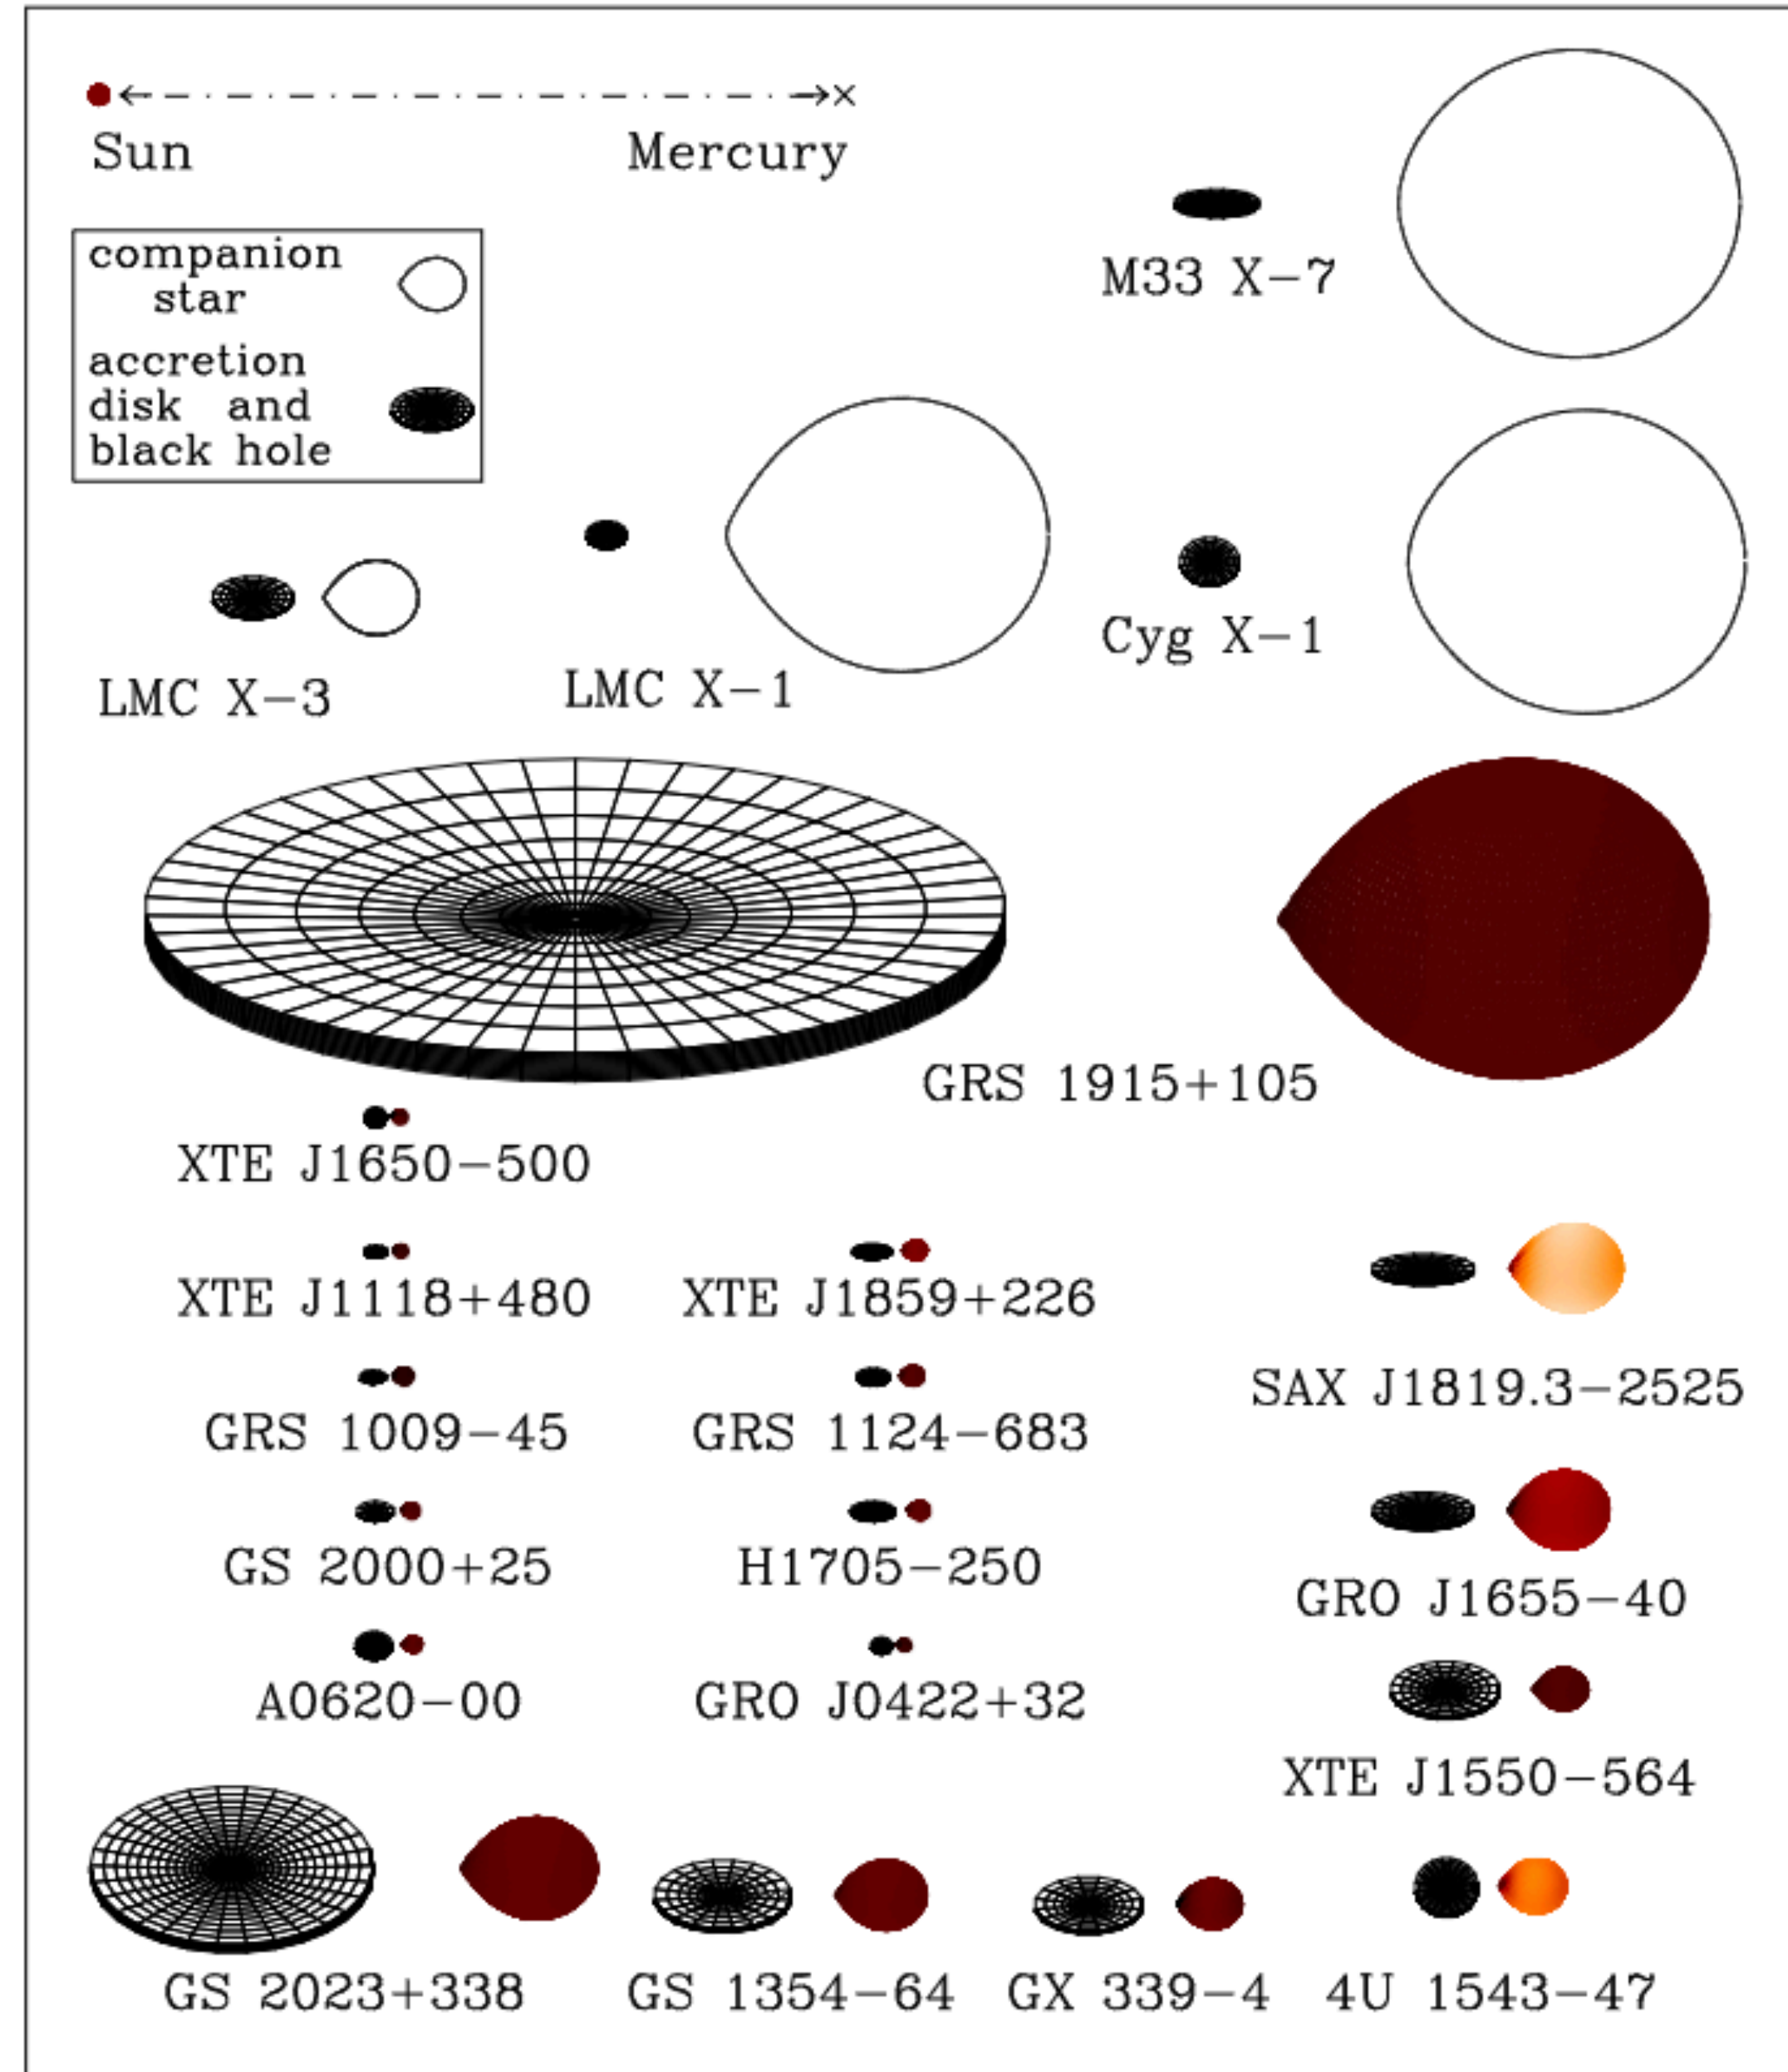 Sun
Mercury
companion
star
accretion
disk and
black hole
M33 X-7
Cyg X-1
LMC X-3
LMC X-1
GRS 1915+105
XTE J1650-500
XTE J1118+480
XTE J1859+226
SAX J1819.3-2525
GRS 1009-45
GRS 1124-683
GS 2000+25
H1705-250
GRO J1655-40
A0620-00
GRO J0422+32
XTE J1550-564
GS 2023+338
GS 1354-64
GX 339-4
4U 1543-47